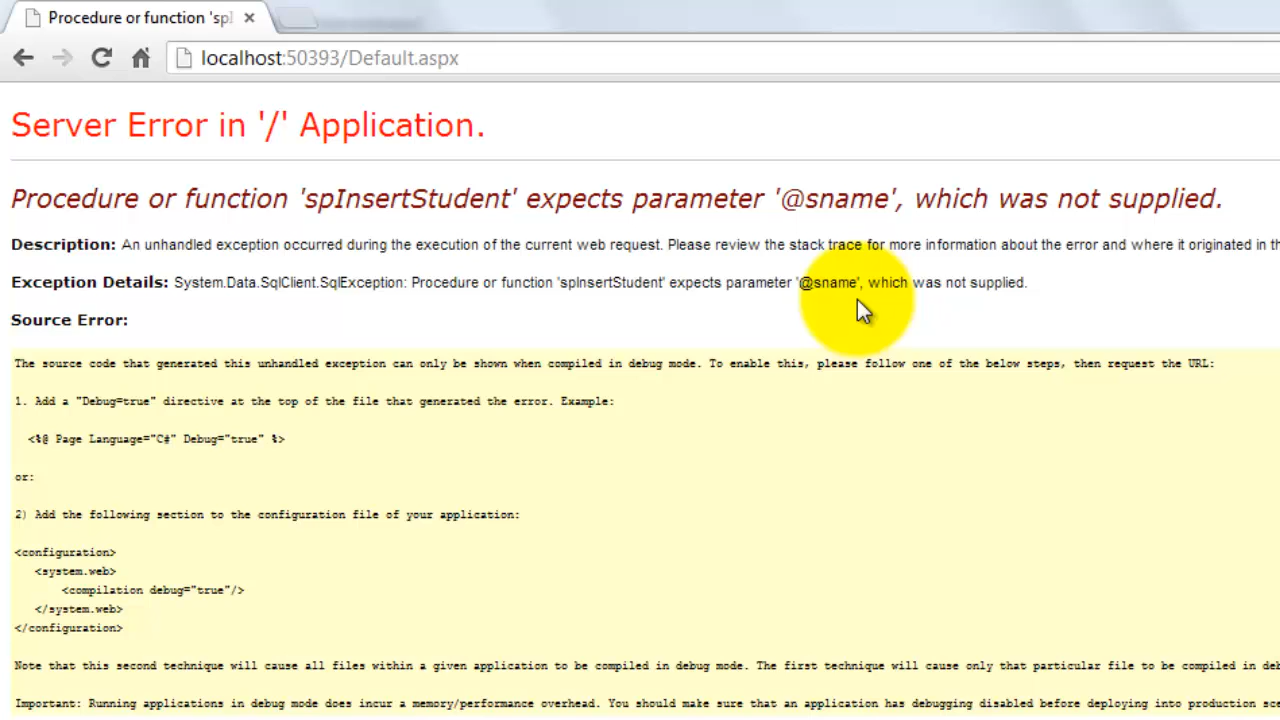 Procedure or function 'spl
localhost:50393/Default.aspx
Server Error in '/' Application.
Procedure or function 'spInsertStudent' expects parameter '@sname', which was not supplied.
Description: An unhandled exception occurred during the execution of the current web request. Please review the stack trace for more information about the error and where it originated in th
Exception Details: System.Data.SqlClient.SqlException: Procedure or function 'spInsertStudent' expects parameter '@sname', which was not supplied.
Source Error:
The source code that generated this unhandled exception can only be shown when compiled in debug mode. To enable this, please follow one of the below steps, then request the URL:
1. Add a "Debug=true" directive at the top of the file that generated the error. Example:
<%@ Page Language="C#" Debug="true" %>
or:
2) Add the following section to the configuration file of your application:
<configuration>
<system.web>
<compilation debug="true"/>
</system.web>
</configuration>
Note that this second technique will cause all files within a given application to be compiled in debug mode. The first technique will cause only that particular file to be compiled in deb
Important: Running applications in debug mode does incur a memory/performance overhead. You should make sure that an application has debugging disabled before deploying into production sce